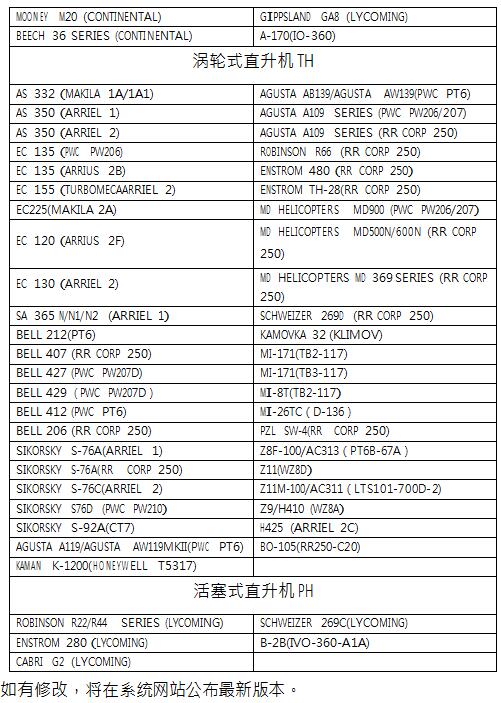 MOONEY M20 (CONTINENTAL) GIPPSLAND GA8 (LYCOMING)
BEECH 36 SERIES (CONTINENTAL) A-170(IO-360)
涡轮式直升机 TH
AS 332 (MAKILA 1A/1A1) AGUSTA AB139/AGUSTA AW139(PWC PT6)
AS 350 (ARRIEL 1) AGUSTA A109 SERIES (PWC PW206/207)
AS 350 (ARRIEL 2) AGUSTA A109 SERIES (RR CORP 250)
EC 135 (PWC PW206) ROBINSON R66 (RR CORP 250)
EC 135 (ARRIUS 2B) ENSTROM 480 (RR CORP 250)
EC 155 (TURBOMECAARRIEL 2) ENSTROM TH-28(RR CORP 250)
EC225(MAKILA 2A) MD HELICOPTERS MD900 (PWC PW206/207)
EC 120 (ARRIUS 2F) MD HELICOPTERS MD500N/600N (RR CORP
250)
EC 130 (ARRIEL 2) MD HELICOPTERS MD 369 SERIES (RR CORP
250)
SA 365 N/N1/N2 (ARRIEL 1) SCHWEIZER 269D (RR CORP 250)
BELL 212(PT6) KAMOVKA 32 (KLIMOV)
BELL 407 (RR CORP 250) MI-171(TB2-117)
BELL 427 (PWC PW207D) MI-171(TB3-117)
BELL 429 (PWC PW207D) MI-8T(TB2-117)
BELL 412 (PWC PT6) MI-26TC (D-136)
BELL 206 (RR CORP 250) PZL SW-4(RR CORP 250)
SIKORSKY S-76A(ARRIEL 1) Z8F-100/AC313 (PT6B-67A)
SIKORSKY S-76A(RR CORP 250) Z11(WZ8D)
SIKORSKY S-76C(ARRIEL 2) Z11M-100/AC311 (LTS101-700D-2)
SIKORSKY S76D (PWC PW210) Z9/H410 (WZ8A)
SIKORSKY S-92A(CT7) H425 (ARRIEL 2C)
AGUSTA A119/AGUSTA AW119MKII(PWC PT6) BO-105(RR250-C20)
KAMAN K-1200(HONEYWELL T5317)
活塞式直升机 PH
ROBINSON R22/R44 SERIES (LYCOMING) SCHWEIZER 269C(LYCOMING)
ENSTROM 280 (LYCOMING) B-2B(IVO-360-A1A)
CABRI G2 (LYCOMING)
如有修改，将在系统网站公布最新版本。